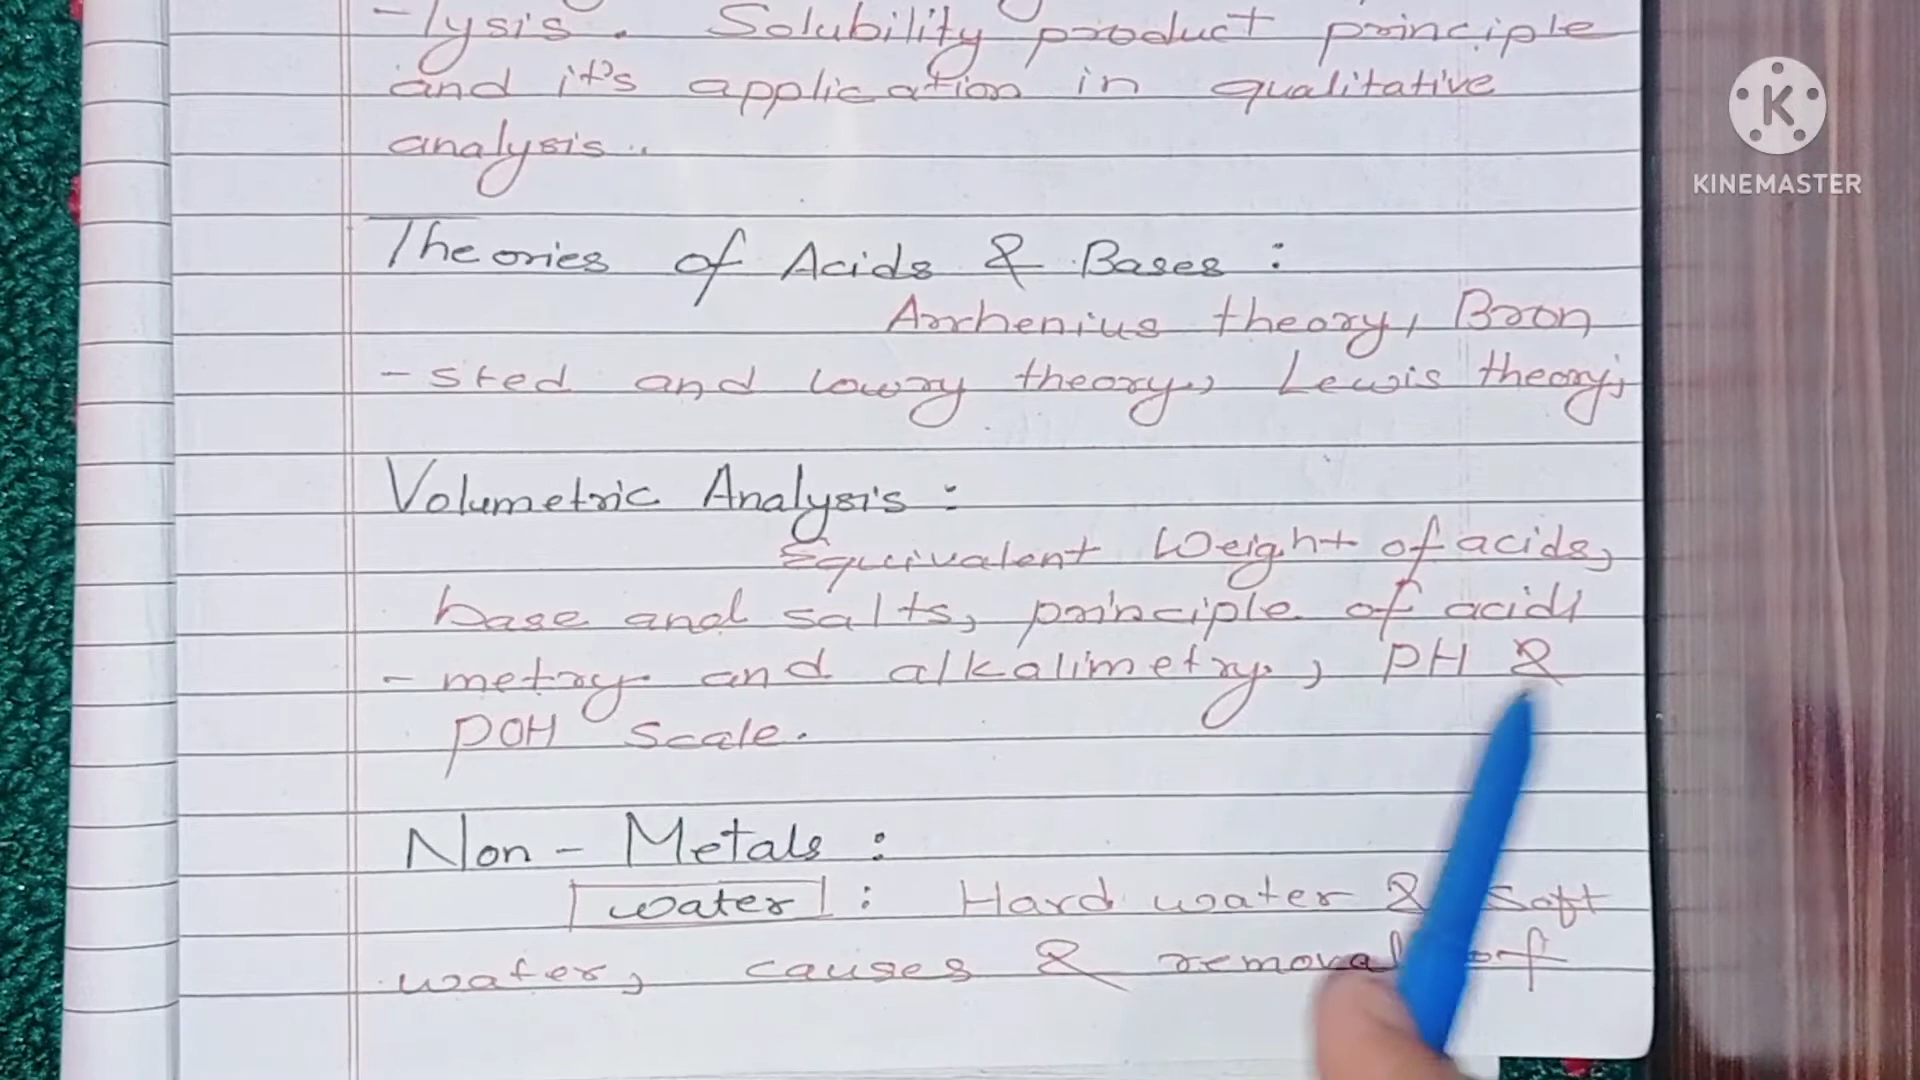 -lysis. Solubility product principle
and it's application in qualitative
analysis..
Theories of Acids & Bases :
Arrhenius theory, Bron
-sted and lowry theory, Lewis theory,
Volumetric Analysis :
Equivalent Weight of acids,
base and salts, principle of acidi
-metry and alkalimetry, PH &
POH Scale.
Non-Metals :
water : Hard water & Soft
water, causes & removal of
K
KINEMASTER